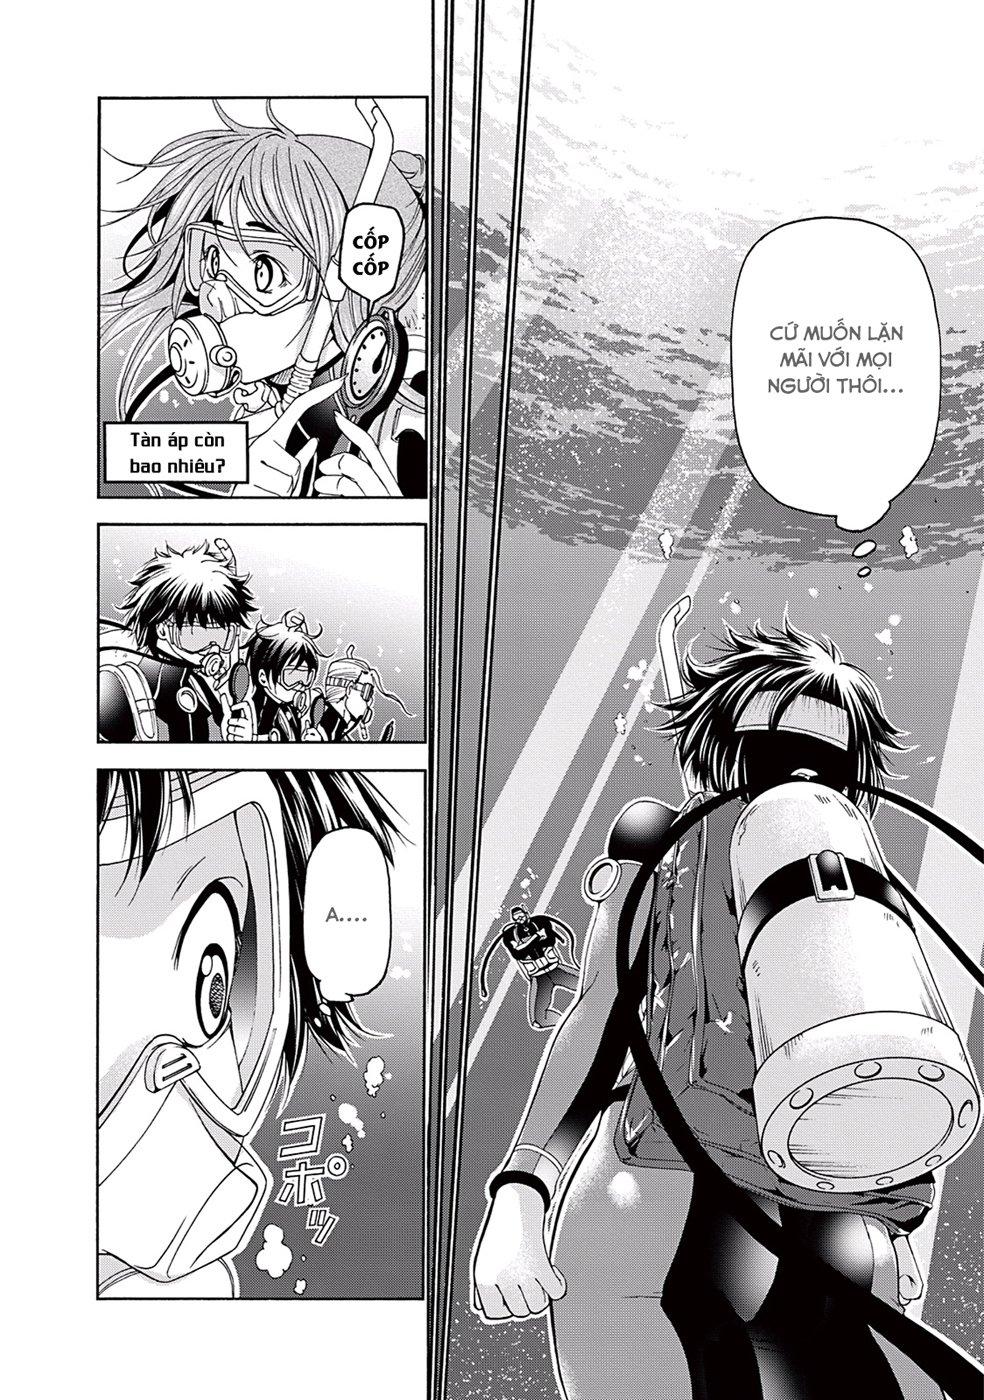 CỨ MUỐN LẶN
MÃI VỚI MỌI
NGƯỜI THÔI...
CỐP
CỐP
Tàn áp còn
bao nhiêu?
A....
コポッ